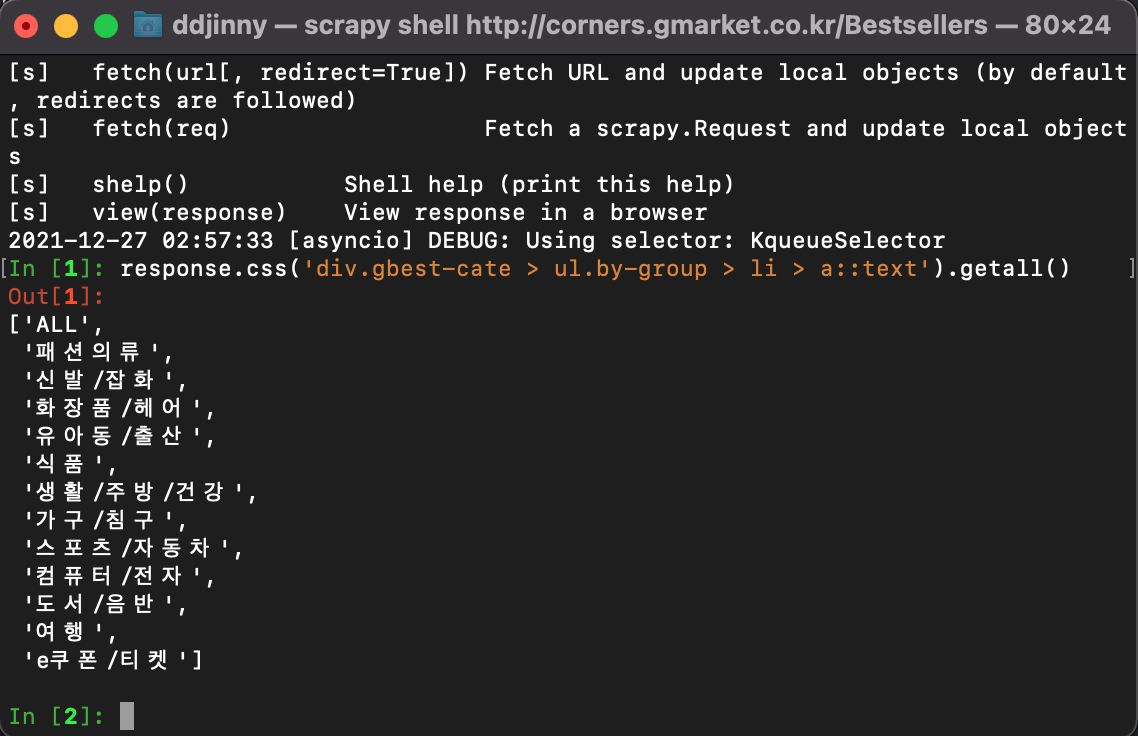 ddjinny — scrapy shell http://corners.gmarket.co.kr/Bestsellers — 80×24
[s]   fetch(url[, redirect=True]) Fetch URL and update local objects (by default
, redirects are followed)
[s]   fetch(req)                  Fetch a scrapy.Request and update local object
s
[s]   shelp()           Shell help (print this help)
[s]   view(response)    View response in a browser
2021-12-27 02:57:33 [asyncio] DEBUG: Using selector: KqueueSelector
[In [1]: response.css('div.gbest-cate > ul.by-group > li > a::text').getall()    ]
Out[1]:
['ALL',
 '패션의류',
 '신발/잡화',
 '화장품/헤어',
 '유아동/출산',
 '식품',
 '생활/주방/건강',
 '가구/침구',
 '스포츠/자동차',
 '컴퓨터/전자',
 '도서/음반',
 '여행',
 'e쿠폰/티켓']
In [2]: